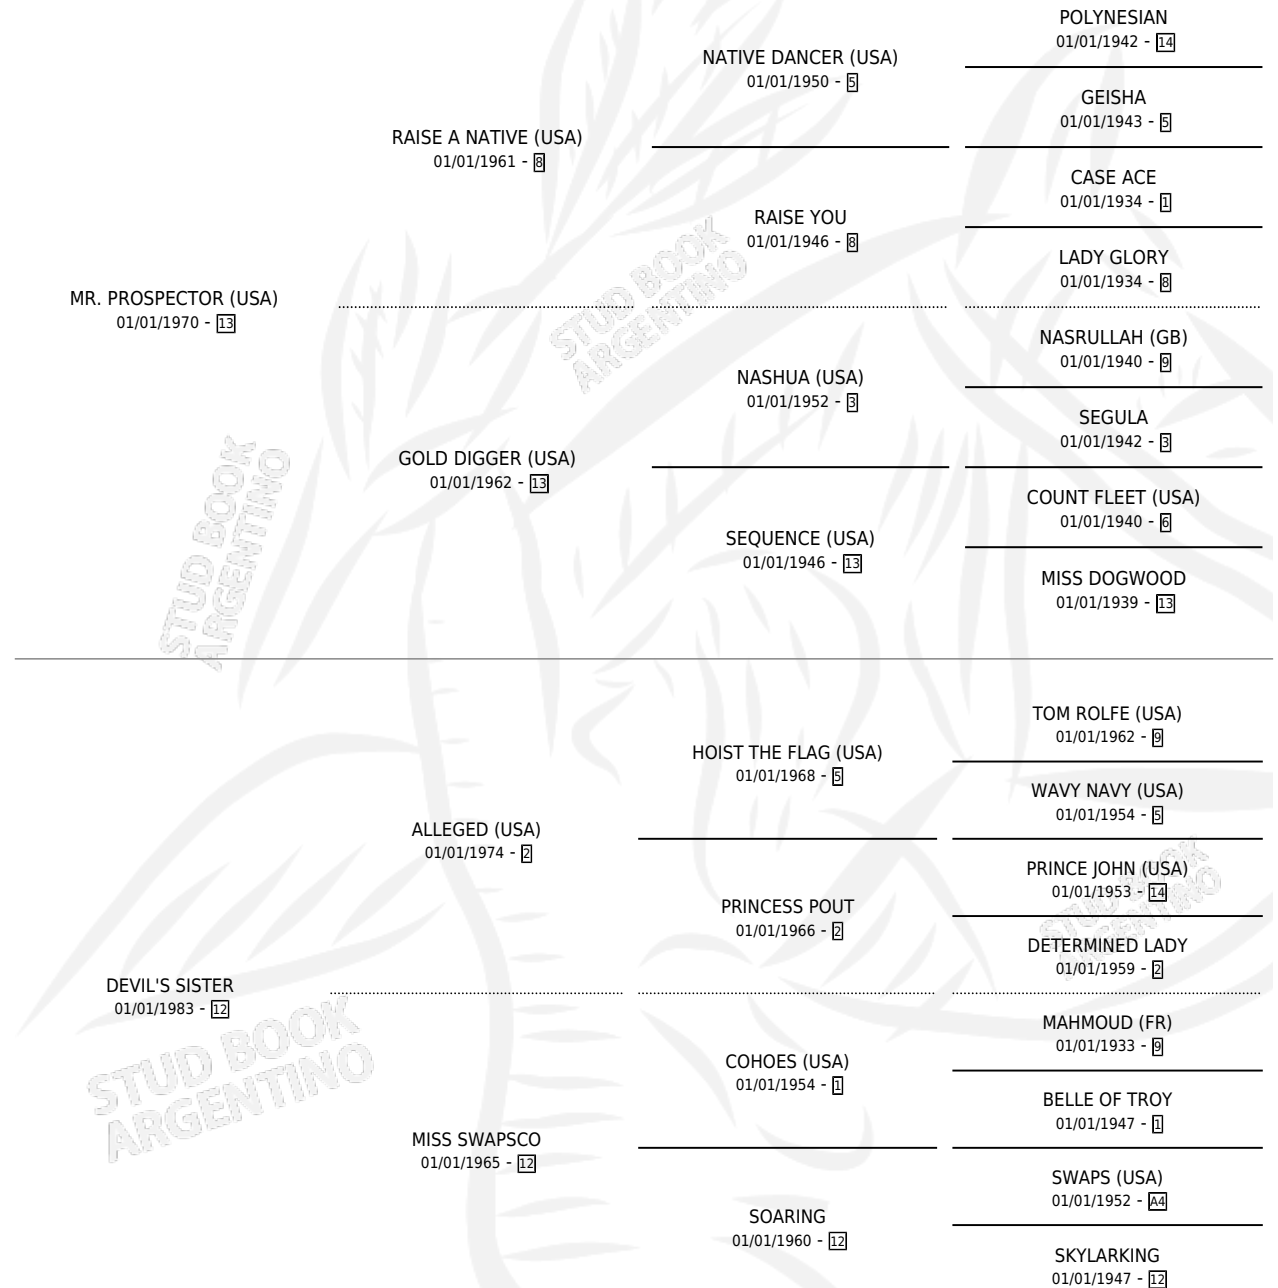 POLYNESIAN
01/01/1942 - 14
NATIVE DANCER (USA)
01/01/1950 - 5
GEISHA
01/01/1943 - 5
RAISE A NATIVE (USA)
01/01/1961 - 8
CASE ACE
01/01/1934 - 1
RAISE YOU
01/01/1946 - 8
LADY GLORY
01/01/1934 - 8
MR. PROSPECTOR (USA)
01/01/1970 - 13
NASRULLAH (GB)
01/01/1940 - 9
NASHUA (USA)
01/01/1952 - 3
SEGULA
01/01/1942 - 3
GOLD DIGGER (USA)
01/01/1962 - 13
COUNT FLEET (USA)
01/01/1940 - 6
SEQUENCE (USA)
01/01/1946 - 13
MISS DOGWOOD
01/01/1939 - 13
TOM ROLFE (USA)
01/01/1962 - 9
HOIST THE FLAG (USA)
01/01/1968 - 5
WAVY NAVY (USA)
01/01/1954 - 5
ALLEGED (USA)
01/01/1974 - 2
PRINCE JOHN (USA)
01/01/1953 - 14
PRINCESS POUT
01/01/1966 - 2
DETERMINED LADY
01/01/1959 - 2
DEVIL'S SISTER
01/01/1983 - 12
MAHMOUD (FR)
01/01/1933 - 9
COHOES (USA)
01/01/1954 - 1
BELLE OF TROY
01/01/1947 - 1
MISS SWAPSCO
01/01/1965 - 12
SWAPS (USA)
01/01/1952 - A4
SOARING
01/01/1960 - 12
SKYLARKING
01/01/1947 - 12
STUD BOOK
ARGENTINO
STUD BOOK
ARGENTINO
STUD BOOK
ARGENTINO
STUD BOOK
ARGENTINO